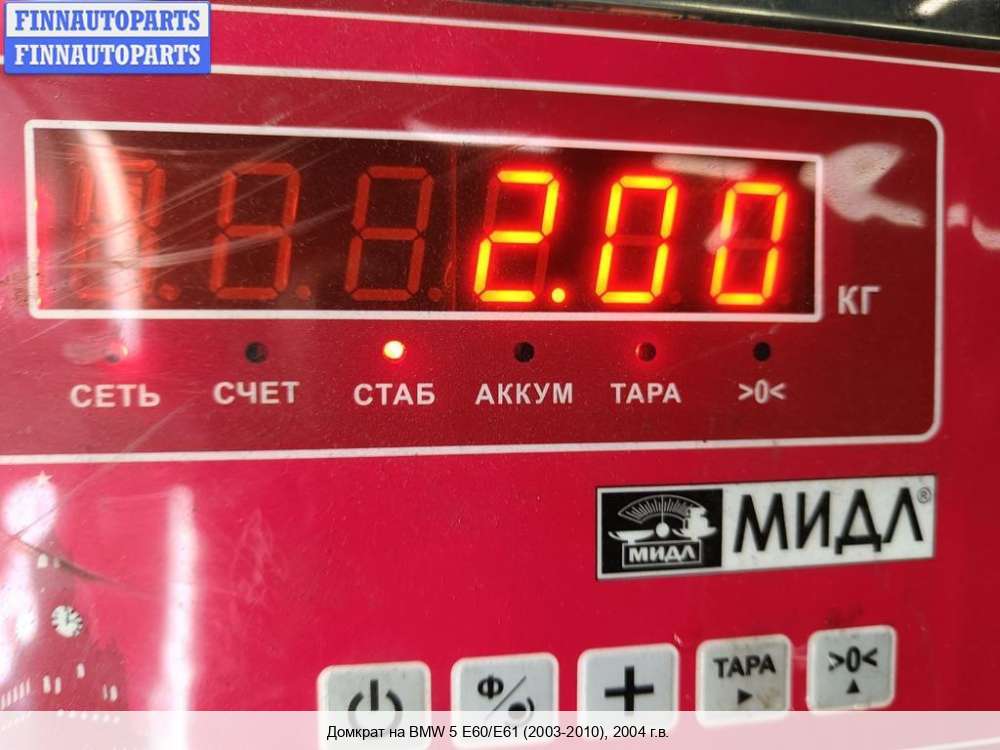 FINNAUTOPARTS
FINNAUTOPARTS
2.00
КГ
СЕТЬ СЧЕТ СТАБ АККУМ ТАРА >0<
МИДЛ МИДЛ®
Ф ТАРА >0<
Домкрат на BMW 5 E60/E61 (2003-2010), 2004 г.в.